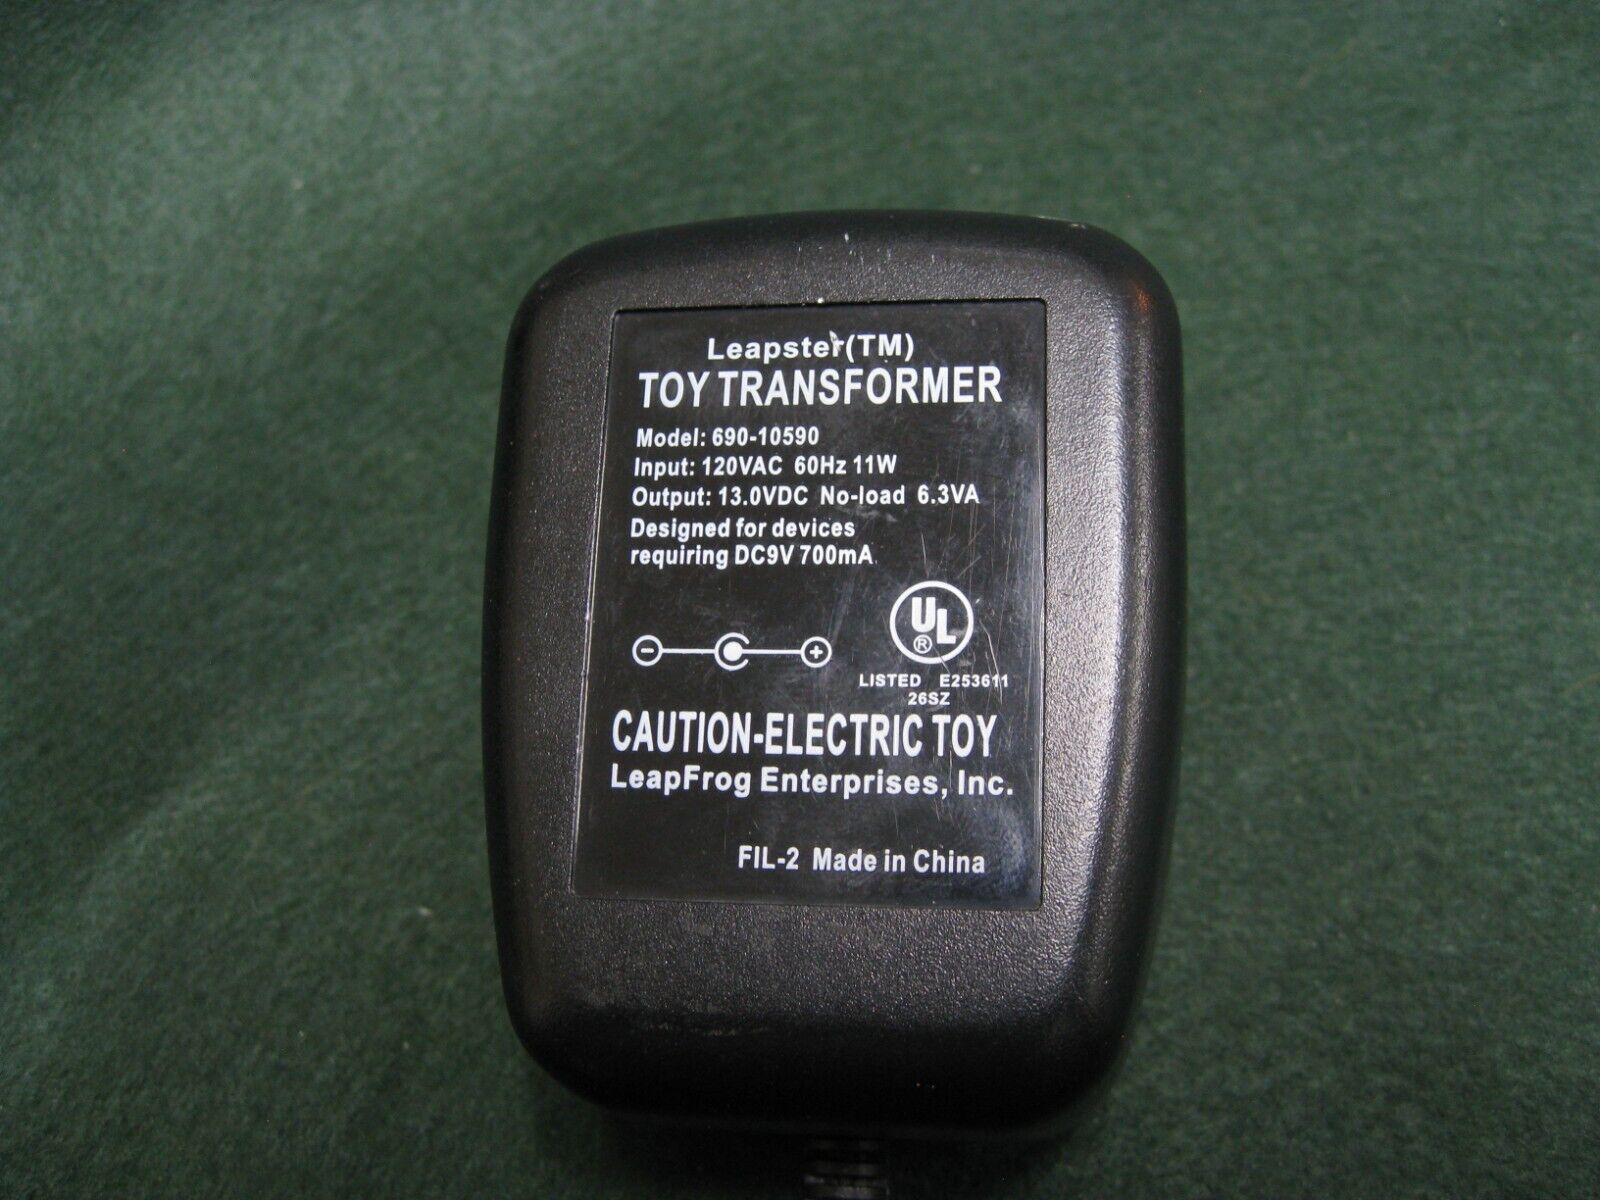 Leapster(TM)
TOY TRANSFORMER
Model: 690-10590
Input: 120VAC 60Hz 11W
Output: 13.0VDC No-load 6.3VA
Designed for devices
requiring DC9V 700mA
- +
UL
®
LISTED E253611
26SZ
CAUTION-ELECTRIC TOY
LeapFrog Enterprises, Inc.
FIL-2 Made in China